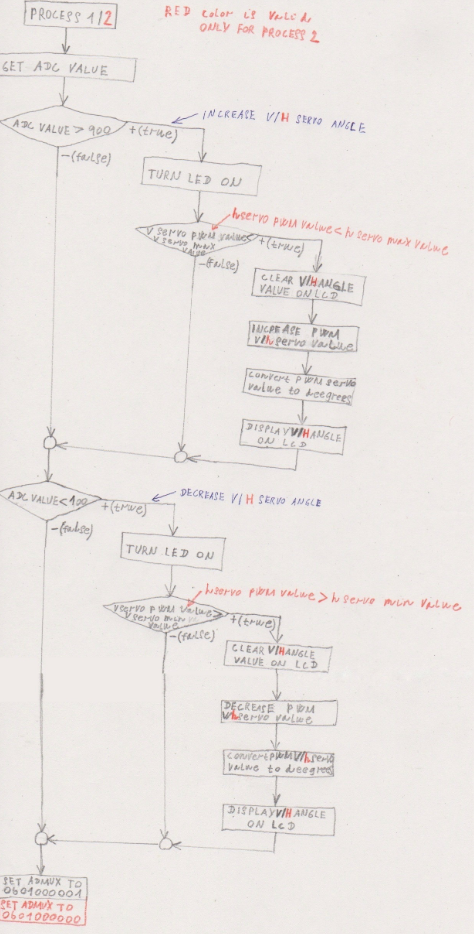 PROCESS 1/2
RED color is valid
ONLY FOR PROCESS 2
GET ADC VALUE
ADC VALUE > 900
+(true)
INCREASE V/H SERVO ANGLE
-(false)
TURN LED ON
h servo PWM value < h servo max value
V servo PWM value <
V servo max
value
+(true)
-(false)
CLEAR V/H ANGLE
VALUE ON LCD
INCREASE PWM
V/h servo value
convert PWM servo
value to deegrees
DISPLAY V/H ANGLE
ON LCD
ADC VALUE < 100
+(true)
DECREASE V/H SERVO ANGLE
-(false)
TURN LED ON
h servo PWM value > h servo min value
V servo PWM value >
V servo min
value
+(true)
-(false)
CLEAR V/H ANGLE
VALUE ON LCD
DECREASE PWM
V/h servo value
convert PWM V/h servo
value to deegrees
DISPLAY V/H ANGLE
ON LCD
SET ADMUX TO
0b01000001
SET ADMUX TO
0b01000000